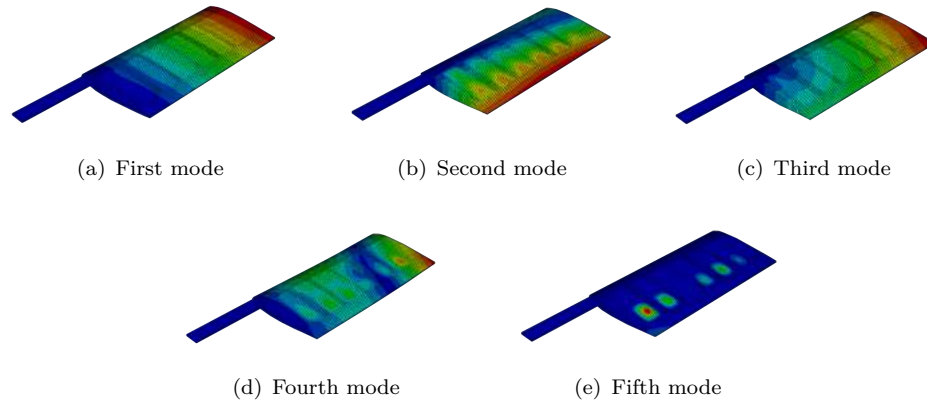 (a) First mode
(b) Second mode
(c) Third mode
(d) Fourth mode
(e) Fifth mode